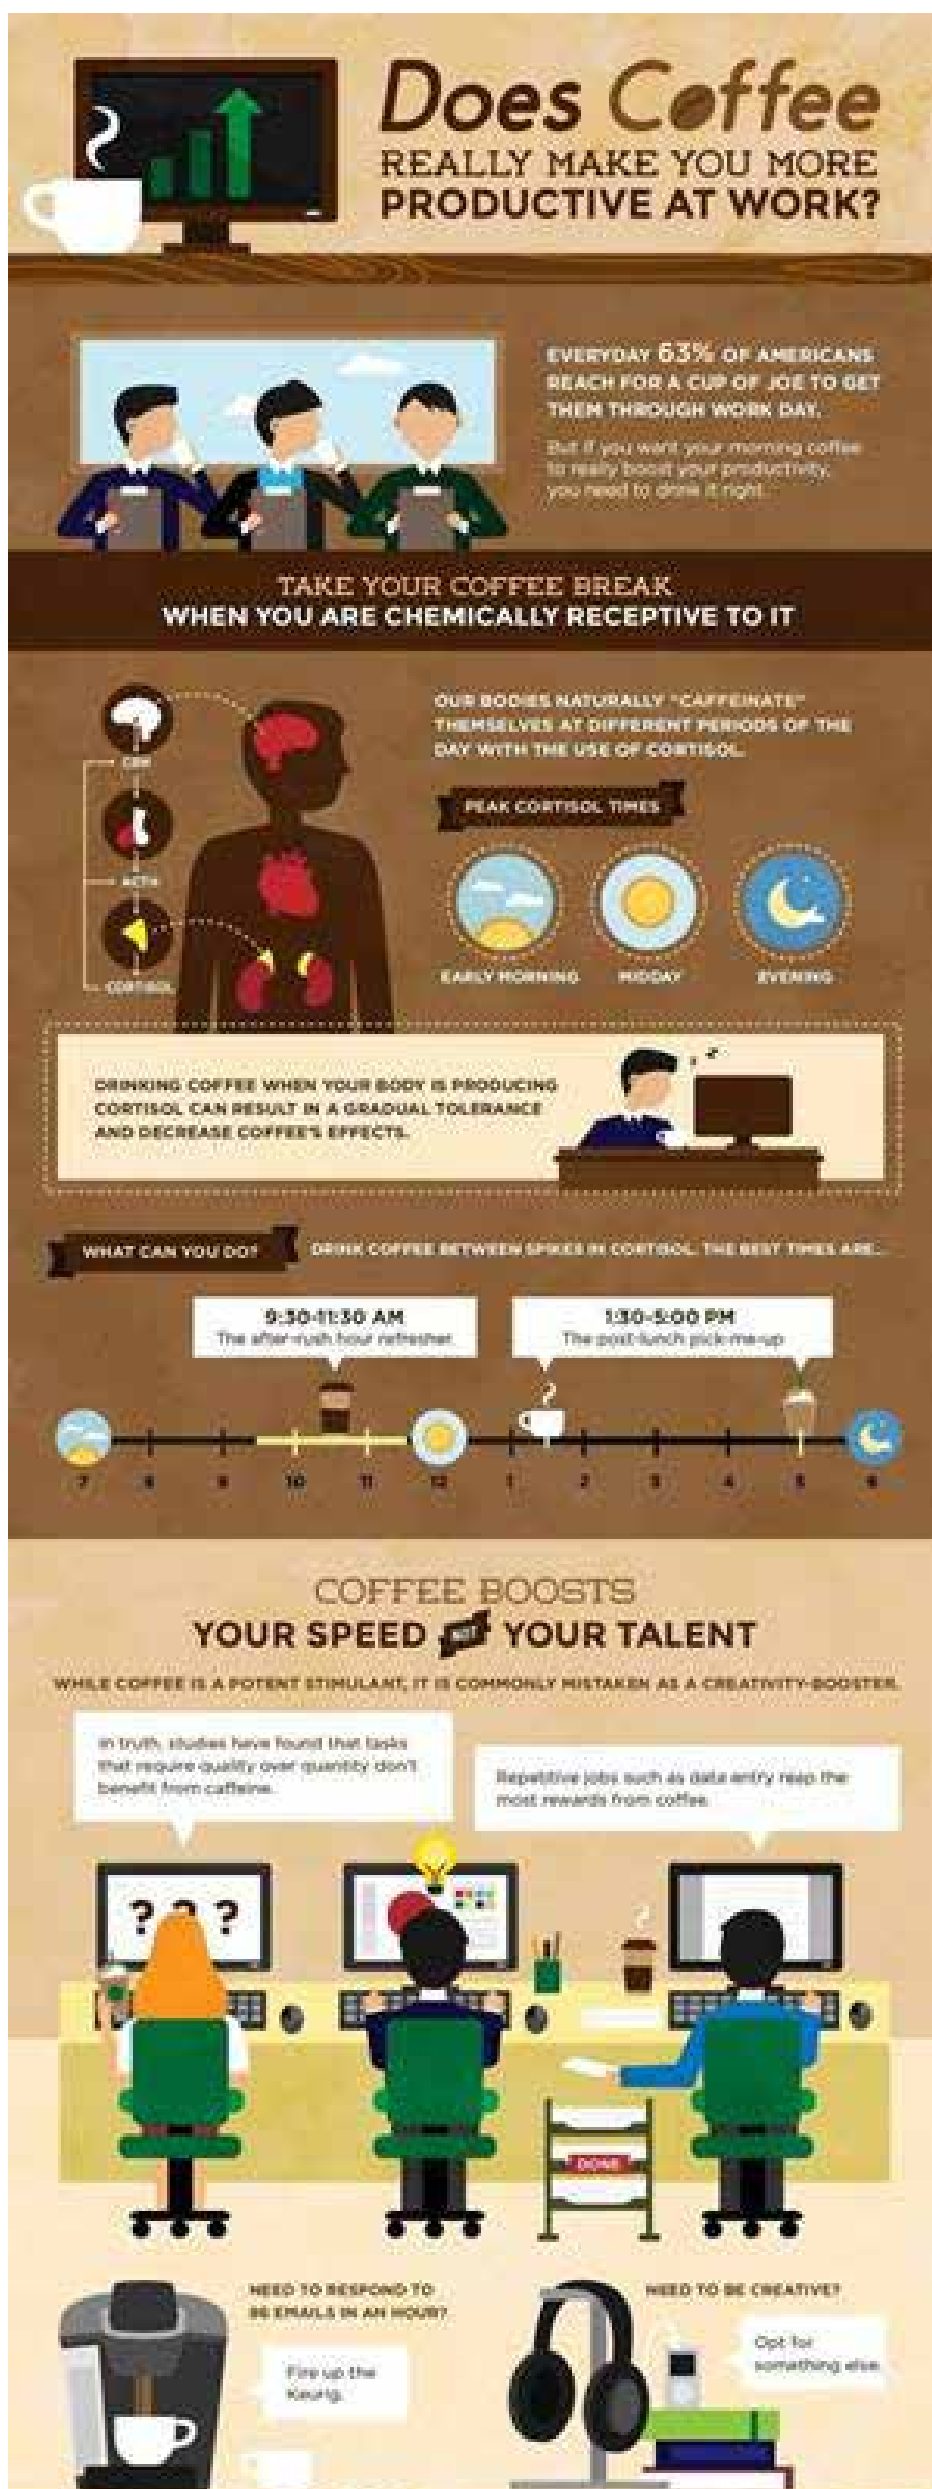 Does Coffee
REALLY MAKE YOU MORE
PRODUCTIVE AT WORK?
EVERYDAY 63% OF AMERICANS
REACH FOR A CUP OF JOE TO GET
THEM THROUGH WORK DAY.
But if you want your morning coffee
to really boost your productivity,
you need to drink it right.
TAKE YOUR COFFEE BREAK
WHEN YOU ARE CHEMICALLY RECEPTIVE TO IT
CRH
ACTH
CORTISOL
OUR BODIES NATURALLY "CAFFEINATE"
THEMSELVES AT DIFFERENT PERIODS OF THE
DAY WITH THE USE OF CORTISOL.
PEAK CORTISOL TIMES
EARLY MORNING MIDDAY EVENING
DRINKING COFFEE WHEN YOUR BODY IS PRODUCING
CORTISOL CAN RESULT IN A GRADUAL TOLERANCE
AND DECREASE COFFEE'S EFFECTS.
WHAT CAN YOU DO?
DRINK COFFEE BETWEEN SPIKES IN CORTISOL. THE BEST TIMES ARE...
9:30-11:30 AM
The after-rush hour refresher
1:30-5:00 PM
The post-lunch pick-me-up
7 8 9 10 11 12 1 2 3 4 5 6
COFFEE BOOSTS
YOUR SPEED NOT YOUR TALENT
WHILE COFFEE IS A POTENT STIMULANT, IT IS COMMONLY MISTAKEN AS A CREATIVITY-BOOSTER.
In truth, studies have found that tasks
that require quality over quantity don't
benefit from caffeine.
Repetitive jobs such as data entry reap the
most rewards from coffee.
? ? ?
DONE
NEED TO RESPOND TO
EMAILS IN AN HOUR?
Fire up the
Keurig.
NEED TO BE CREATIVE?
Opt for
something else.